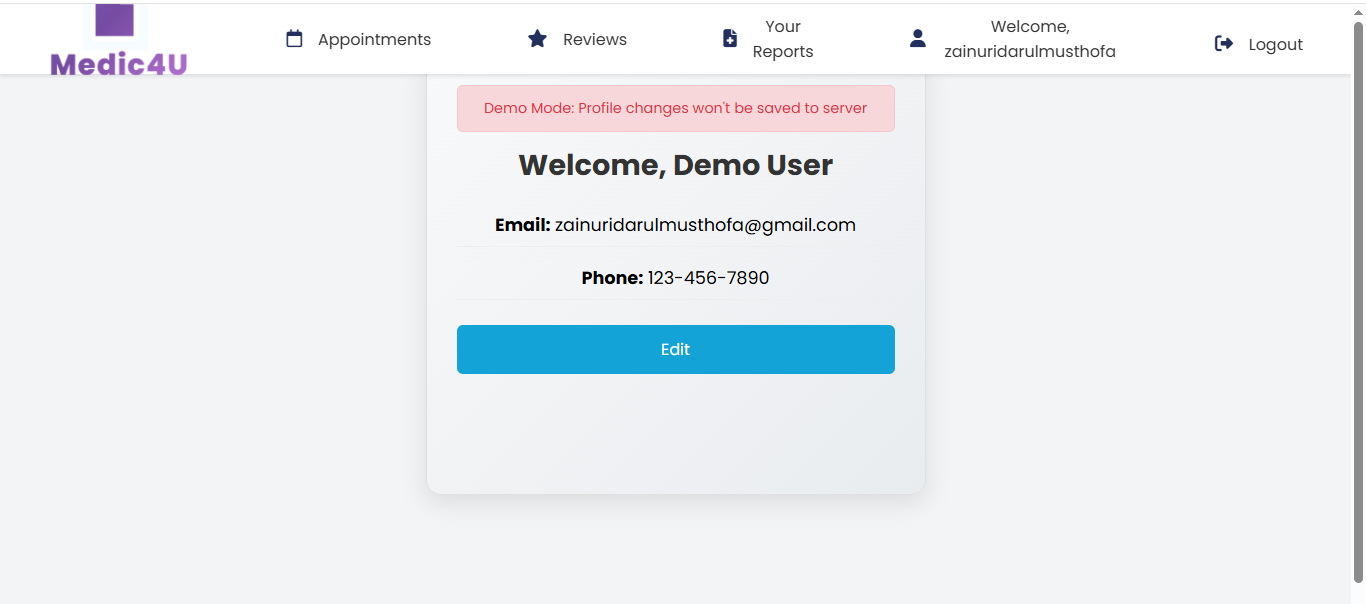 Medic4U
Appointments
Reviews
Your
Reports
Welcome,
zainuridarulmusthofa
Logout
Demo Mode: Profile changes won't be saved to server
Welcome, Demo User
Email: zainuridarulmusthofa@gmail.com
Phone: 123-456-7890
Edit